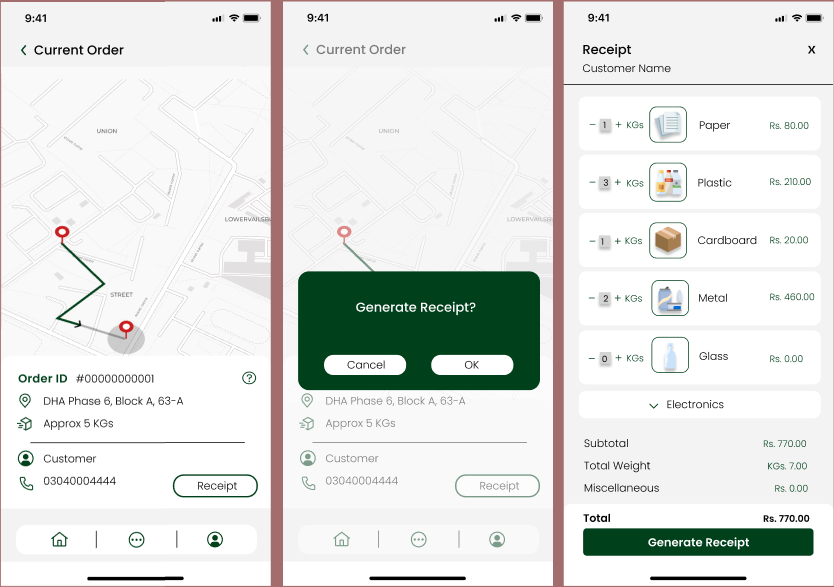 9:41
Current Order
UNION
LOWERVAILSBU
STREET
Order ID #00000000001
DHA Phase 6, Block A, 63-A
Approx 5 KGs
Customer
03040004444
Receipt
9:41
Current Order
UNION
LOWERVAILSBU
Generate Receipt?
Cancel
OK
DHA Phase 6, Block A, 63-A
Approx 5 KGs
Customer
03040004444
Receipt
9:41
Receipt
X
Customer Name
− 1 + KGs Paper Rs. 80.00
− 3 + KGs Plastic Rs. 210.00
− 1 + KGs Cardboard Rs. 20.00
− 2 + KGs Metal Rs. 460.00
− 0 + KGs Glass Rs. 0.00
Electronics
Subtotal Rs. 770.00
Total Weight KGs. 7.00
Miscellaneous Rs. 0.00
Total Rs. 770.00
Generate Receipt